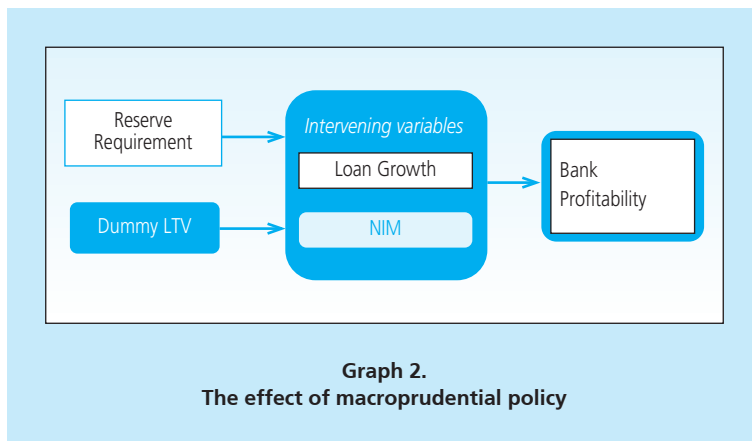 Reserve
Requirement
Dummy LTV
Intervening variables
Loan Growth
NIM
Bank
Profitability
Graph 2.
The effect of macroprudential policy